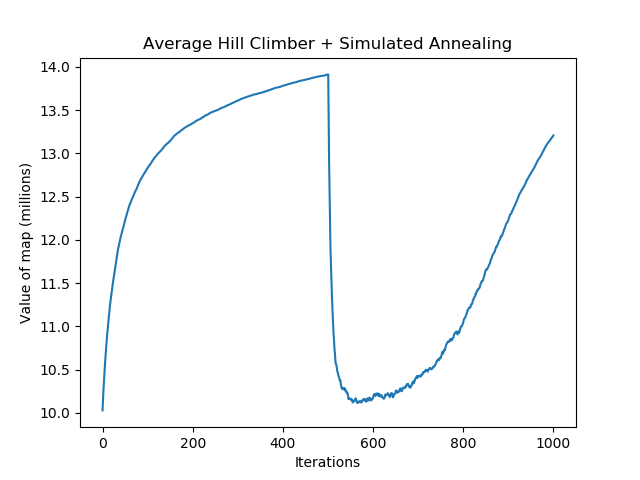 Average Hill Climber + Simulated Annealing
Value of map (millions)
14.0
13.5
13.0
12.5
12.0
11.5
11.0
10.5
10.0
0 200 400 600 800 1000
Iterations